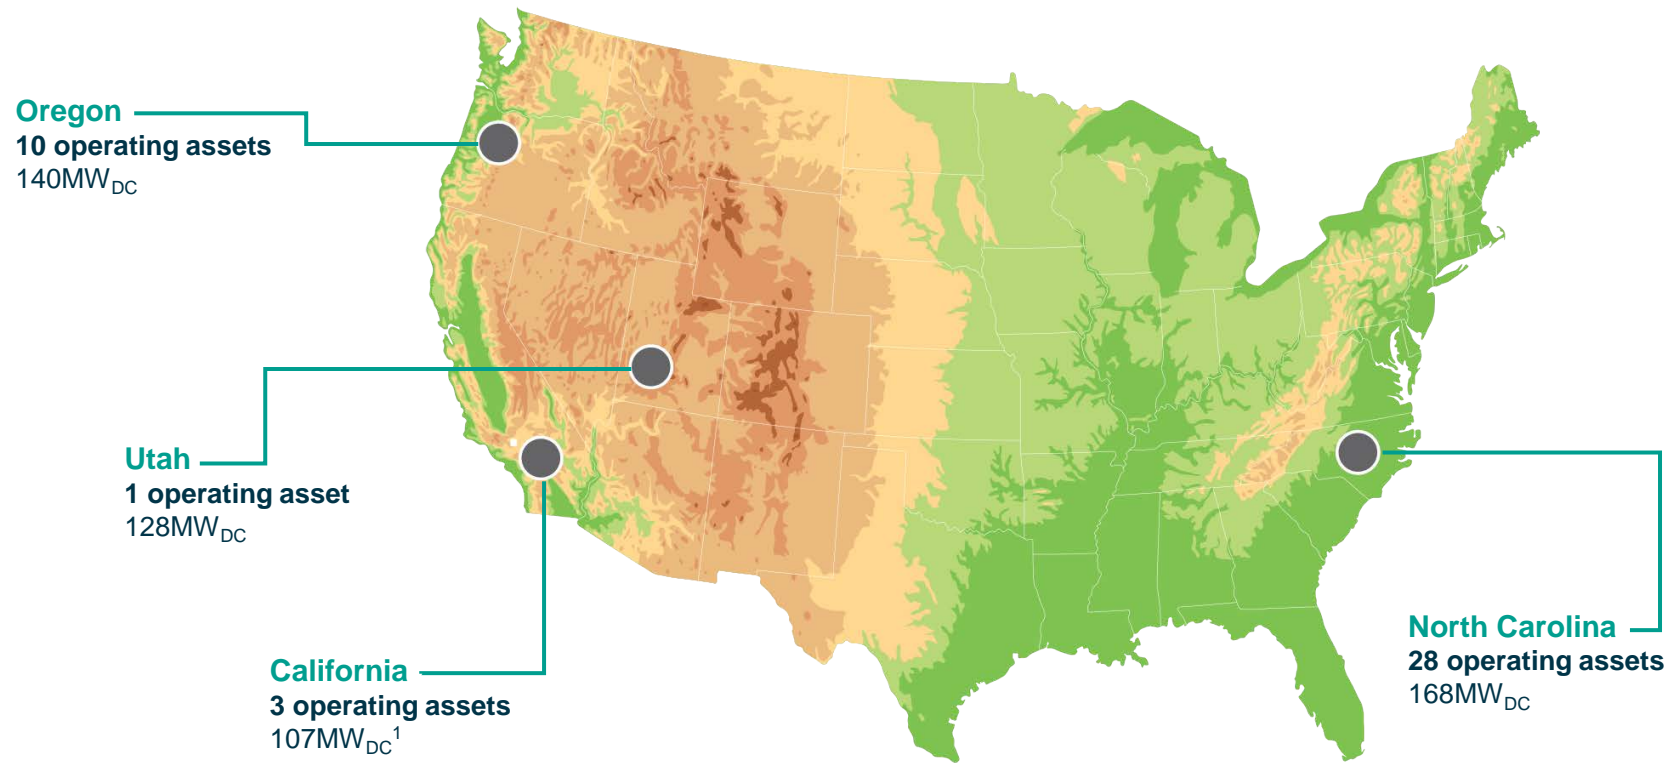 Oregon
10 operating assets
140MWDC
Utah
1 operating asset
128MWDC
California
3 operating assets
107MWDC1
North Carolina
28 operating assets
168MWDC